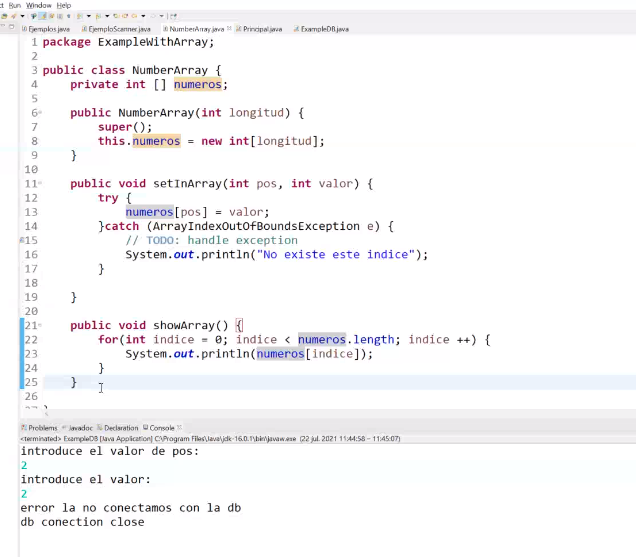 Run Window Help
Ejemplos.java EjemploScanner.java NumberArray.java Principal.java ExampleDB.java
1 package ExampleWithArray;
2
3 public class NumberArray {
4 private int [] numeros;
5
6 public NumberArray(int longitud) {
7 super();
8 this.numeros = new int[longitud];
9 }
10
11 public void setInArray(int pos, int valor) {
12 try {
13 numeros[pos] = valor;
14 }catch (ArrayIndexOutOfBoundsException e) {
15 // TODO: handle exception
16 System.out.println("No existe este indice");
17 }
18
19 }
20
21 public void showArray() {
22 for(int indice = 0; indice < numeros.length; indice ++) {
23 System.out.println(numeros[indice]);
24 }
25 }
26
Problems Javadoc Declaration Console
<terminated> ExampleDB [Java Application] C:\Program Files\Java\jdk-16.0.1\bin\javaw.exe (22 jul. 2021 11:44:58 – 11:45:07)
introduce el valor de pos:
2
introduce el valor:
2
error la no conectamos con la db
db conection close